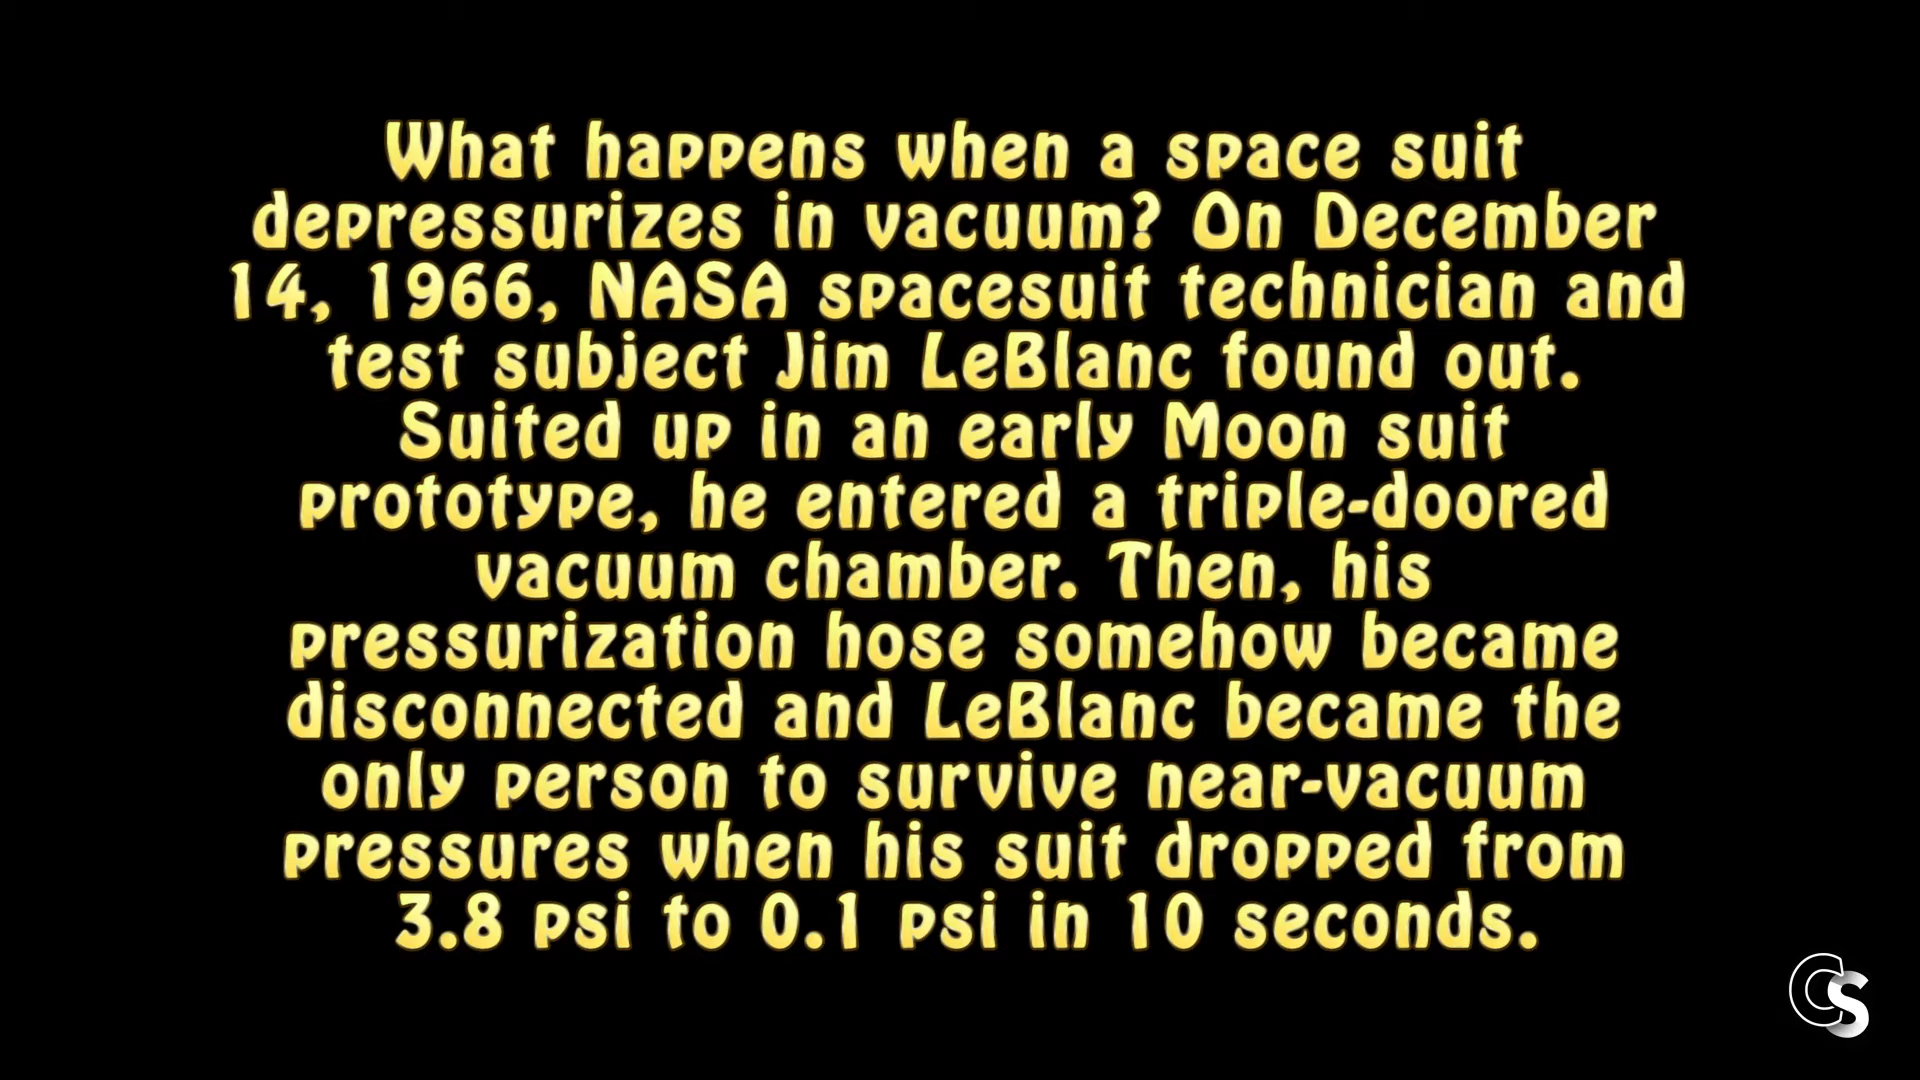 What happens when a space suit
depressurizes in vacuum? On December
14, 1966, NASA spacesuit technician and
test subject Jim LeBlanc found out.
Suited up in an early Moon suit
prototype, he entered a triple-doored
vacuum chamber. Then, his
pressurization hose somehow became
disconnected and LeBlanc became the
only person to survive near-vacuum
pressures when his suit dropped from
3.8 psi to 0.1 psi in 10 seconds.
CS